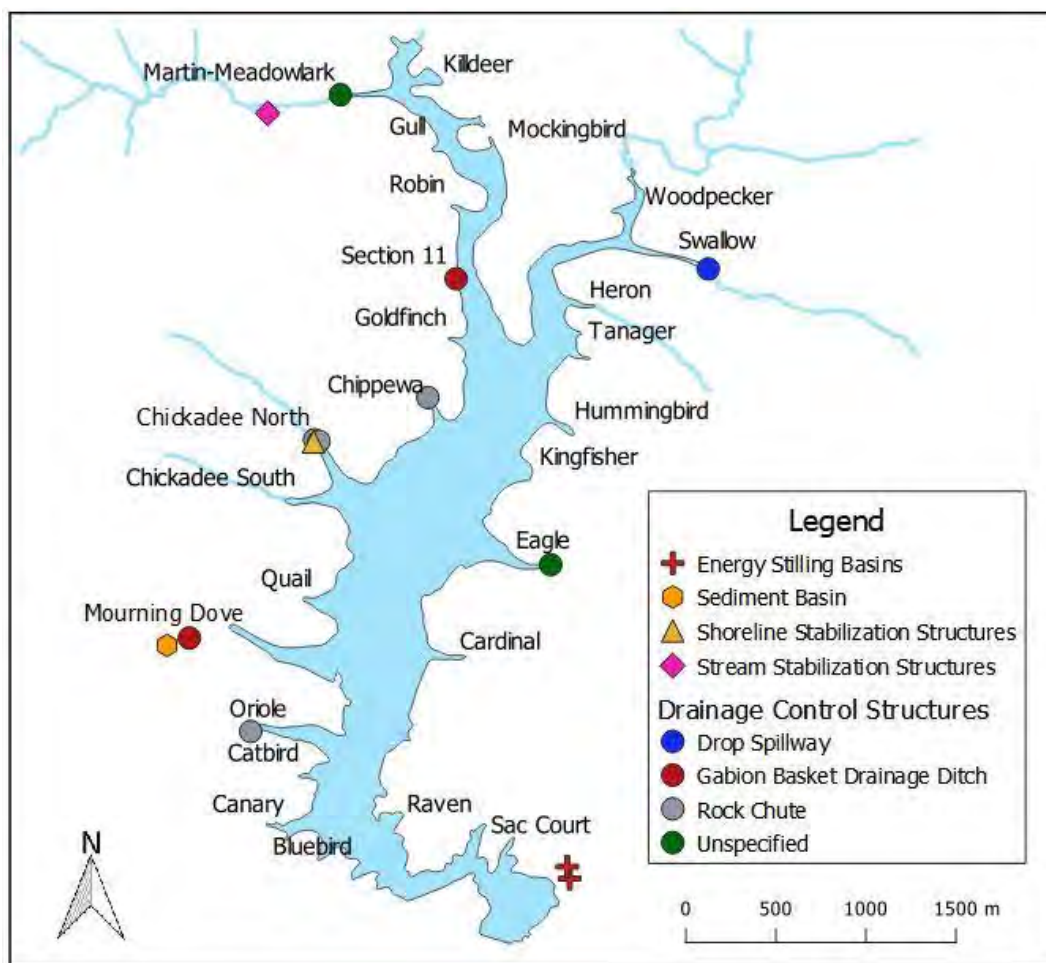 Killdeer
Martin-Meadowlark
Gull
Mockingbird
Robin
Woodpecker
Swallow
Section 11
Heron
Goldfinch
Tanager
Chippewa
Hummingbird
Chickadee North
Kingfisher
Chickadee South
Eagle
Quail
Mourning Dove
Cardinal
Oriole
Catbird
Canary
Raven
Sac Court
Bluebird
N
Legend
Energy Stilling Basins
Sediment Basin
Shoreline Stabilization Structures
Stream Stabilization Structures
Drainage Control Structures
Drop Spillway
Gabion Basket Drainage Ditch
Rock Chute
Unspecified
0 500 1000 1500 m